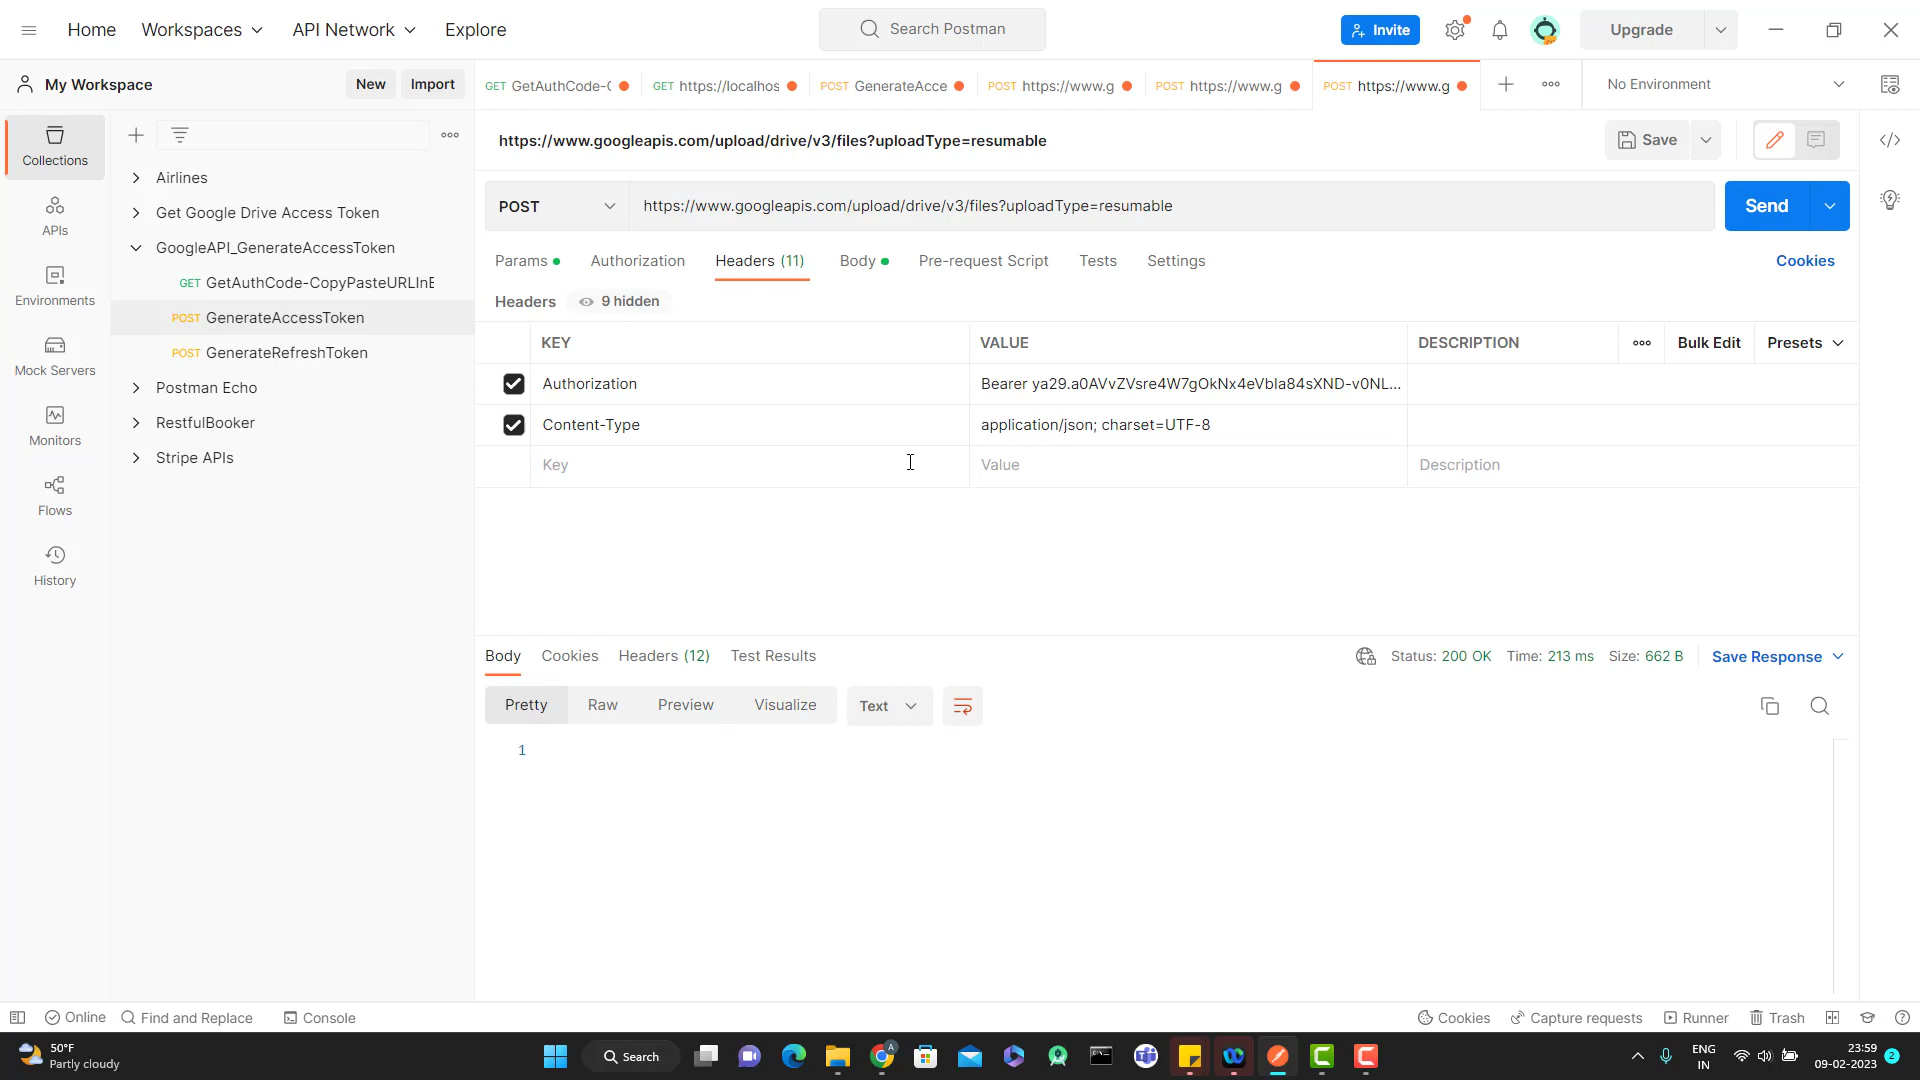 Home Workspaces API Network Explore Search Postman Invite Upgrade
My Workspace New Import
GET GetAuthCode-( GET https://localhos POST GenerateAcce POST https://www.g POST https://www.g POST https://www.g No Environment
Collections
APIs
Environments
Mock Servers
Monitors
Flows
History
Airlines
Get Google Drive Access Token
GoogleAPI_GenerateAccessToken
GET GetAuthCode-CopyPasteURLInE
POST GenerateAccessToken
POST GenerateRefreshToken
Postman Echo
RestfulBooker
Stripe APIs
https://www.googleapis.com/upload/drive/v3/files?uploadType=resumable Save
POST https://www.googleapis.com/upload/drive/v3/files?uploadType=resumable Send
Params Authorization Headers (11) Body Pre-request Script Tests Settings Cookies
Headers 9 hidden
KEY VALUE DESCRIPTION Bulk Edit Presets
Authorization Bearer ya29.a0AVvZVsre4W7gOkNx4eVbIa84sXND-v0NL...
Content-Type application/json; charset=UTF-8
Key Value Description
Body Cookies Headers (12) Test Results Status: 200 OK Time: 213 ms Size: 662 B Save Response
Pretty Raw Preview Visualize Text
1
Online Find and Replace Console Cookies Capture requests Runner Trash
50°F
Partly cloudy
Search
ENG
IN
23:59
09-02-2023
2